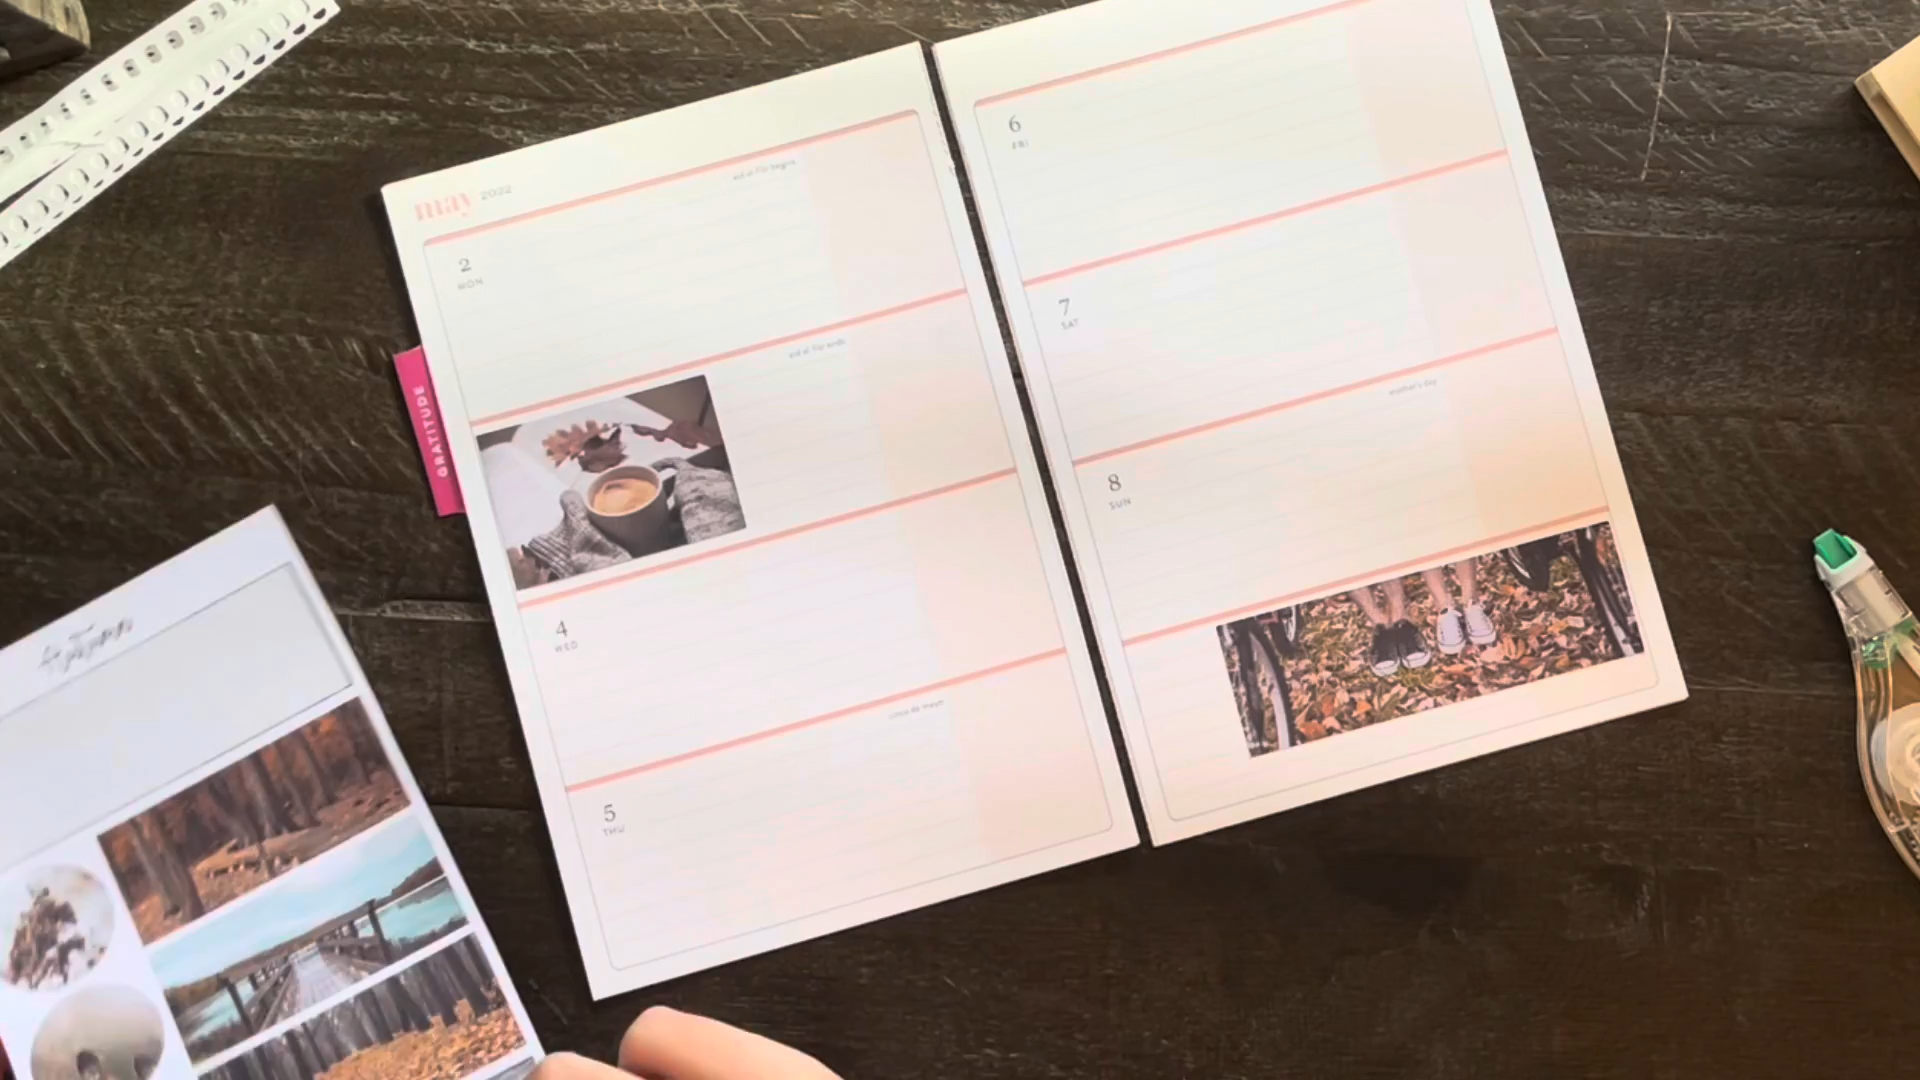 may 2022
2
MON
eid al fitr begins
eid al fitr ends
4
WED
5
THU
cinco de mayo
GRATITUDE
6
FRI
7
SAT
8
SUN
mother's day